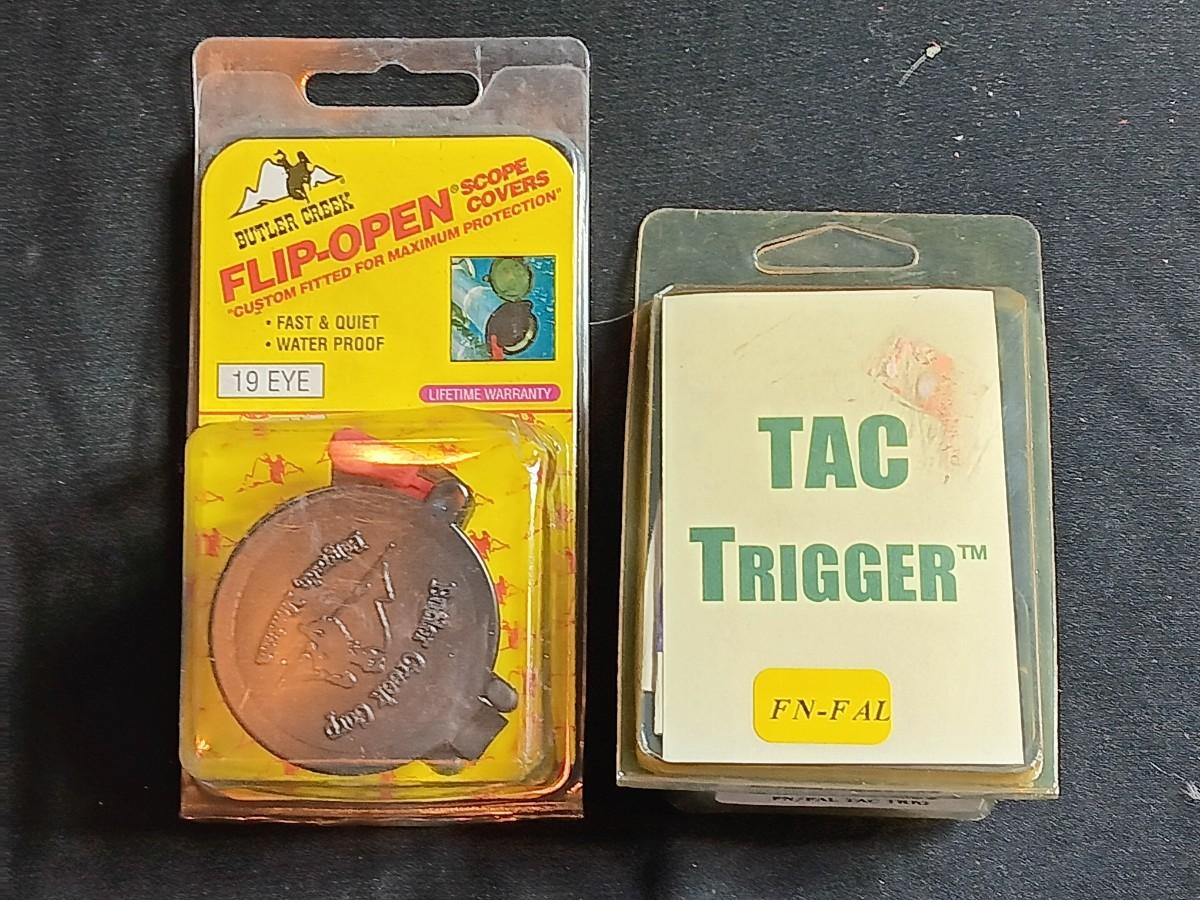 BUTLER CREEK®
FLIP-OPEN® SCOPE COVERS
"CUSTOM FITTED FOR MAXIMUM PROTECTION"
• FAST & QUIET
• WATER PROOF
19 EYE
LIFETIME WARRANTY
Butler Creek Corp
TAC
TRIGGER™
FN-FAL